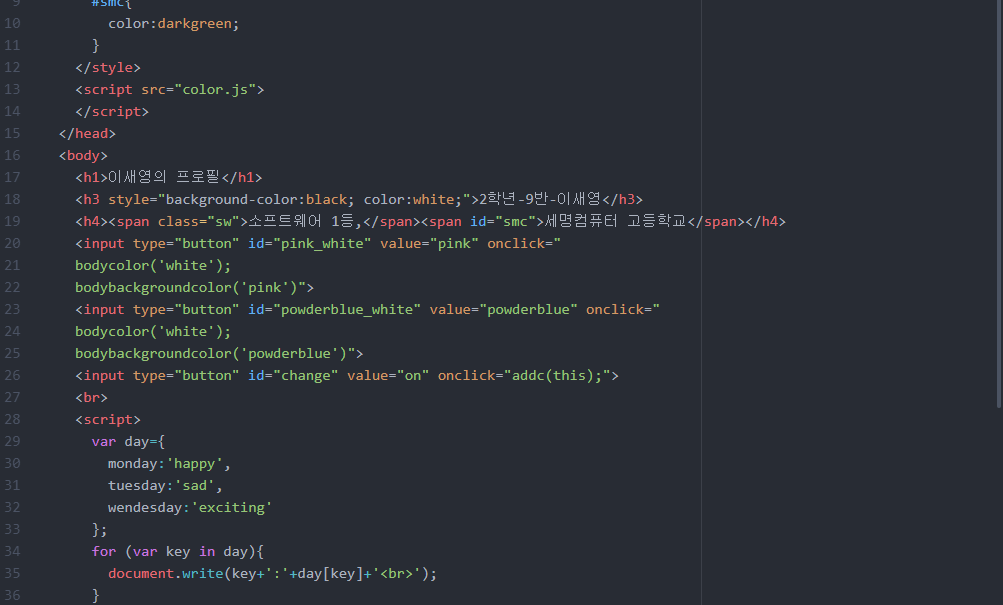 9 #smc{
10 color:darkgreen;
11 }
12 </style>
13 <script src="color.js">
14 </script>
15 </head>
16 <body>
17 <h1>이새영의 프로필</h1>
18 <h3 style="background-color:black; color:white;">2학년-9반-이새영</h3>
19 <h4><span class="sw">소프트웨어 1등,</span><span id="smc">세명컴퓨터 고등학교</span></h4>
20 <input type="button" id="pink_white" value="pink" onclick="
21 bodycolor('white');
22 bodybackgroundcolor('pink')">
23 <input type="button" id="powderblue_white" value="powderblue" onclick="
24 bodycolor('white');
25 bodybackgroundcolor('powderblue')">
26 <input type="button" id="change" value="on" onclick="addc(this);">
27 <br>
28 <script>
29 var day={
30 monday:'happy',
31 tuesday:'sad',
32 wendesday:'exciting'
33 };
34 for (var key in day){
35 document.write(key+':'+day[key]+'<br>');
36 }